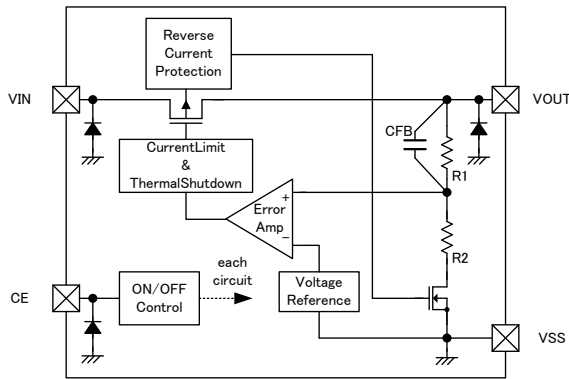 Reverse
Current
Protection
VIN
VOUT
CFB
R1
CurrentLimit
&
ThermalShutdown
+
Error
Amp
−
R2
each
circuit
CE
ON/OFF
Control
Voltage
Reference
VSS